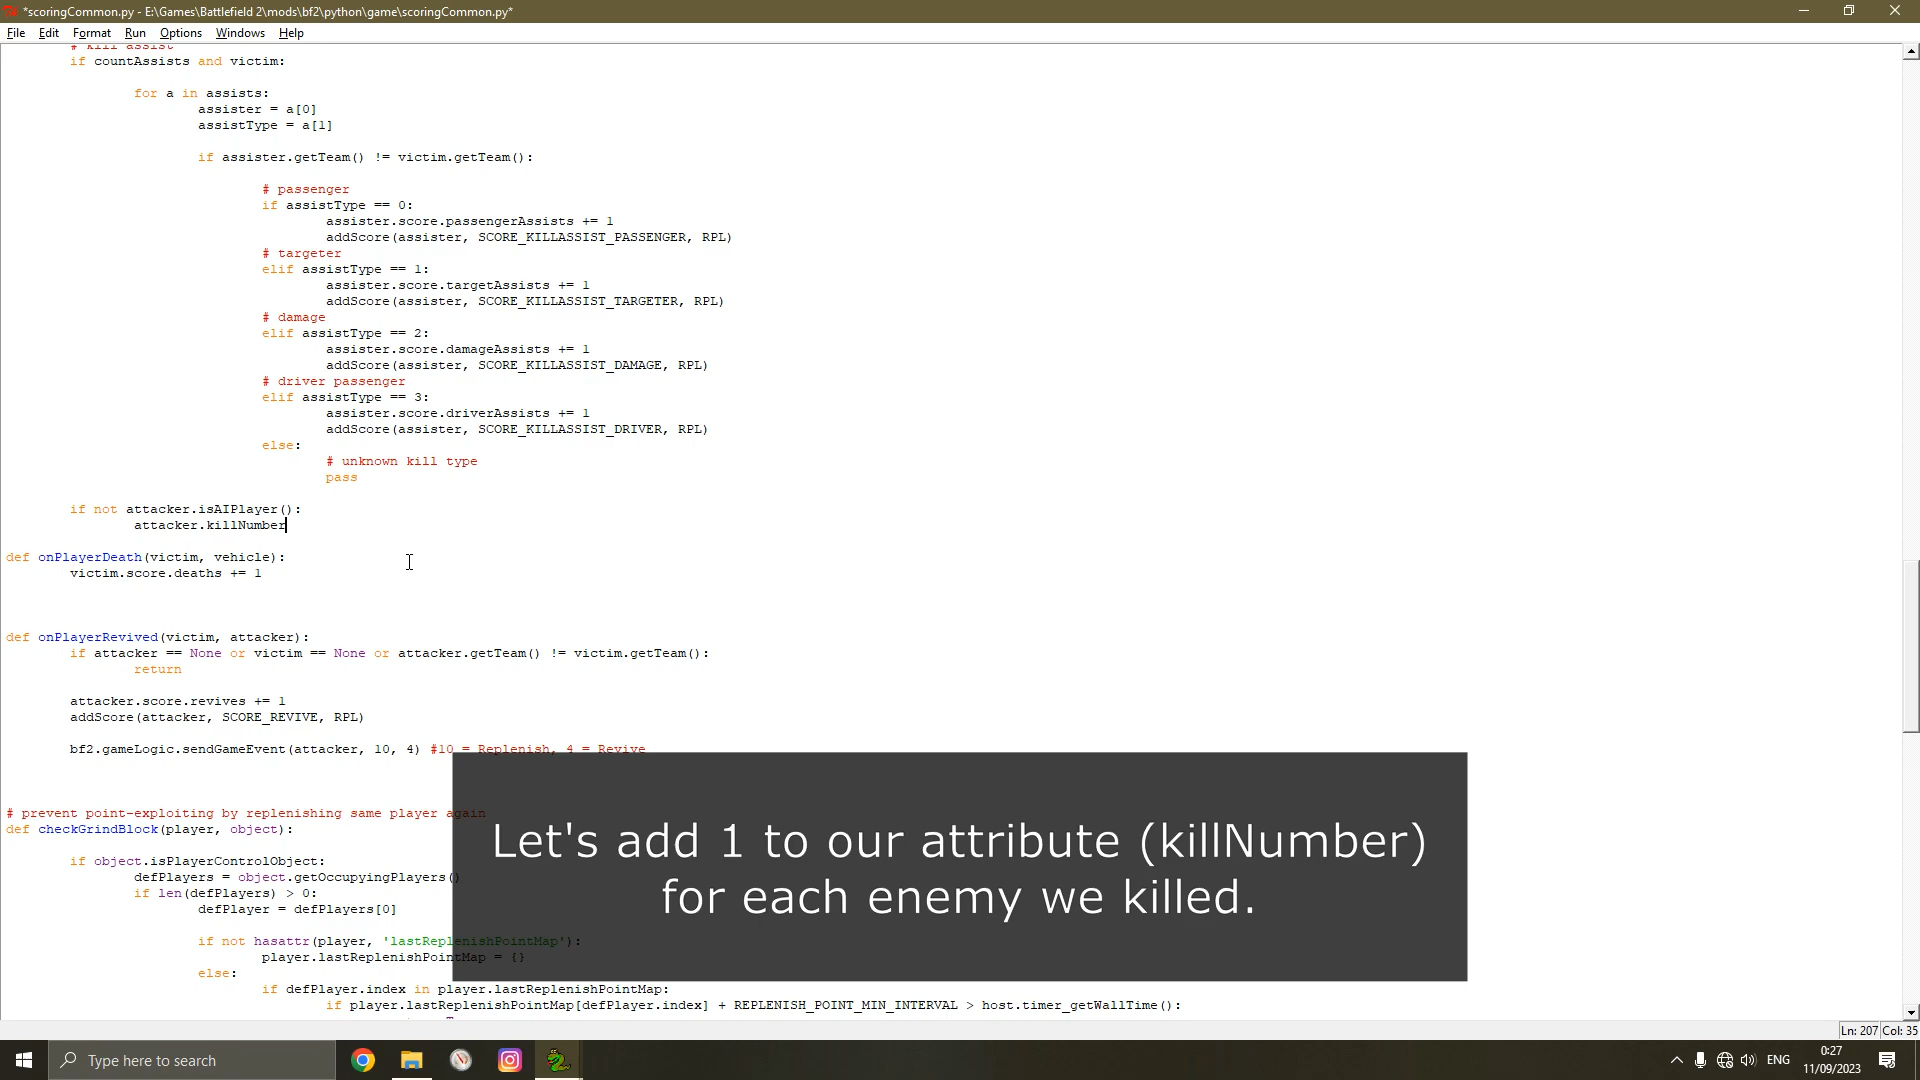 *scoringCommon.py - E:\Games\Battlefield 2\mods\bf2\python\game\scoringCommon.py*
File Edit Format Run Options Windows Help
# kill assist
if countAssists and victim:
for a in assists:
assister = a[0]
assistType = a[1]
if assister.getTeam() != victim.getTeam():
# passenger
if assistType == 0:
assister.score.passengerAssists += 1
addScore(assister, SCORE_KILLASSIST_PASSENGER, RPL)
# targeter
elif assistType == 1:
assister.score.targetAssists += 1
addScore(assister, SCORE_KILLASSIST_TARGETER, RPL)
# damage
elif assistType == 2:
assister.score.damageAssists += 1
addScore(assister, SCORE_KILLASSIST_DAMAGE, RPL)
# driver passenger
elif assistType == 3:
assister.score.driverAssists += 1
addScore(assister, SCORE_KILLASSIST_DRIVER, RPL)
else:
# unknown kill type
pass
if not attacker.isAIPlayer():
attacker.killNumber
def onPlayerDeath(victim, vehicle):
victim.score.deaths += 1
def onPlayerRevived(victim, attacker):
if attacker == None or victim == None or attacker.getTeam() != victim.getTeam():
return
attacker.score.revives += 1
addScore(attacker, SCORE_REVIVE, RPL)
bf2.gameLogic.sendGameEvent(attacker, 10, 4) #10 = Replenish, 4 = Revive
# prevent point-exploiting by replenishing same player again
def checkGrindBlock(player, object):
if object.isPlayerControlObject:
defPlayers = object.getOccupyingPlayers()
if len(defPlayers) > 0:
defPlayer = defPlayers[0]
if not hasattr(player, 'lastReplenishPointMap'):
player.lastReplenishPointMap = {}
else:
if defPlayer.index in player.lastReplenishPointMap:
if player.lastReplenishPointMap[defPlayer.index] + REPLENISH_POINT_MIN_INTERVAL > host.timer_getWallTime():
Let's add 1 to our attribute (killNumber)
for each enemy we killed.
Ln: 207 Col: 35
Type here to search
ENG
0:27
11/09/2023